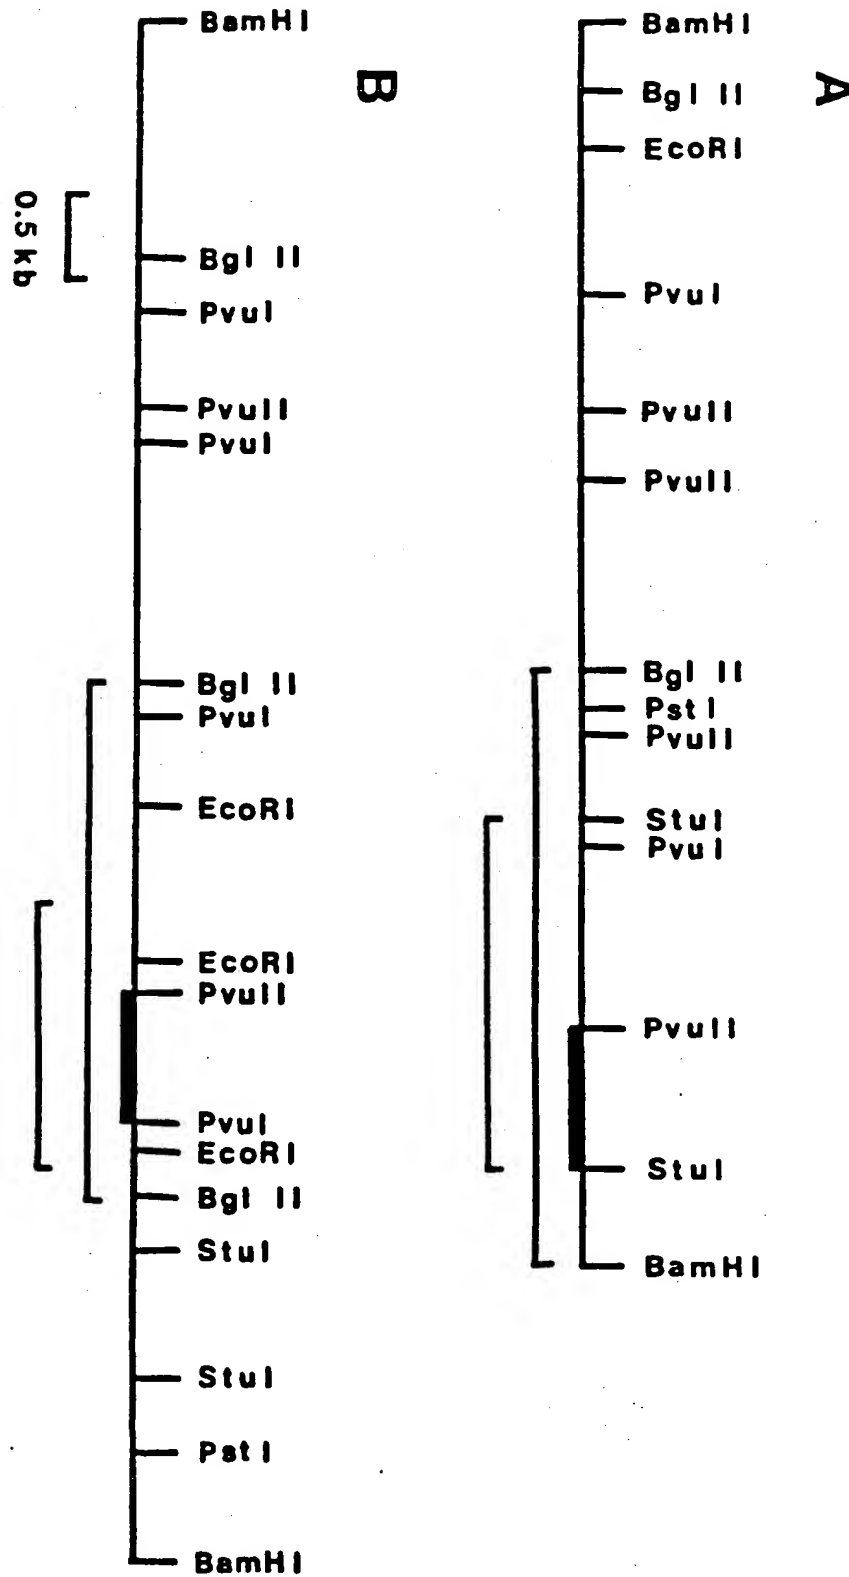 A
BamHI
Bgl II
EcoRI
PvuI
PvuII
PvuII
Bgl II
PstI
PvuII
StuI
PvuI
PvuII
StuI
BamHI
B
BamHI
Bgl II
PvuI
PvuII
PvuI
Bgl II
PvuI
EcoRI
EcoRI
PvuII
PvuI
EcoRI
Bgl II
StuI
StuI
PstI
BamHI
0.5 kb